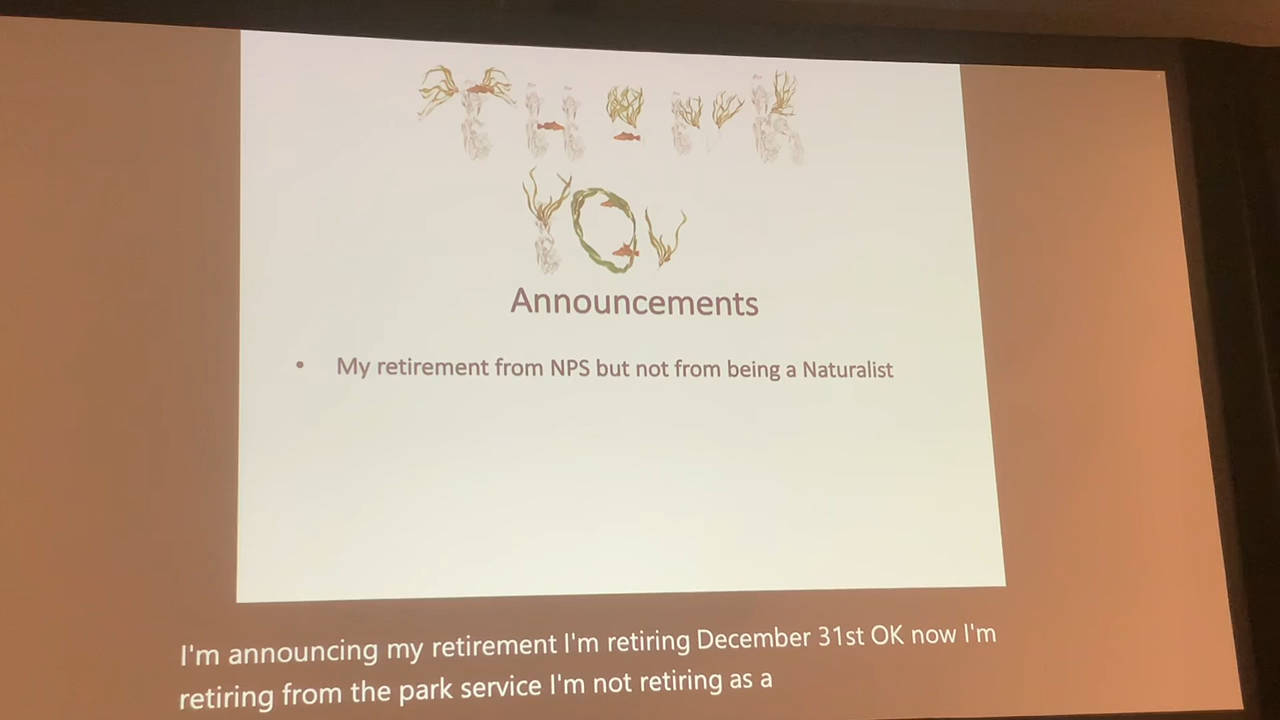 THANK
YOU
Announcements
• My retirement from NPS but not from being a Naturalist
I'm announcing my retirement I'm retiring December 31st OK now I'm
retiring from the park service I'm not retiring as a